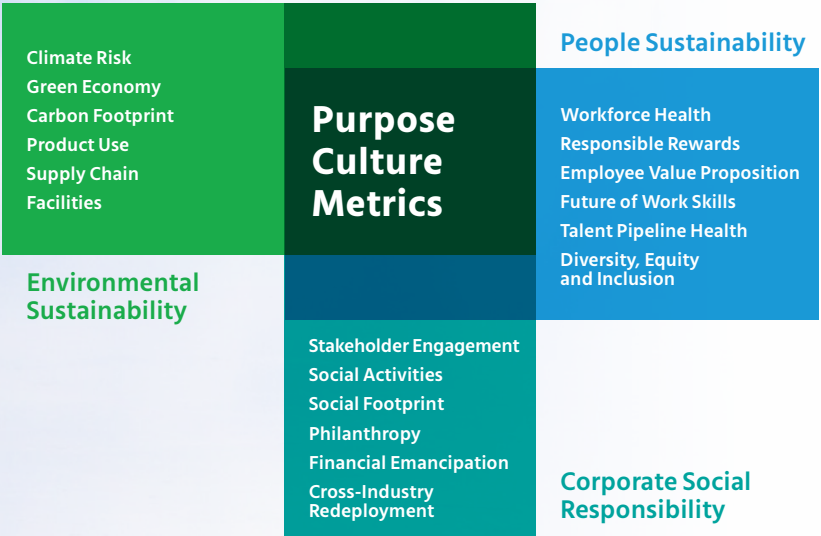 Climate Risk
Green Economy
Carbon Footprint
Product Use
Supply Chain
Facilities
Environmental
Sustainability
Purpose
Culture
Metrics
People Sustainability
Workforce Health
Responsible Rewards
Employee Value Proposition
Future of Work Skills
Talent Pipeline Health
Diversity, Equity
and Inclusion
Stakeholder Engagement
Social Activities
Social Footprint
Philanthropy
Financial Emancipation
Cross-Industry
Redeployment
Corporate Social
Responsibility